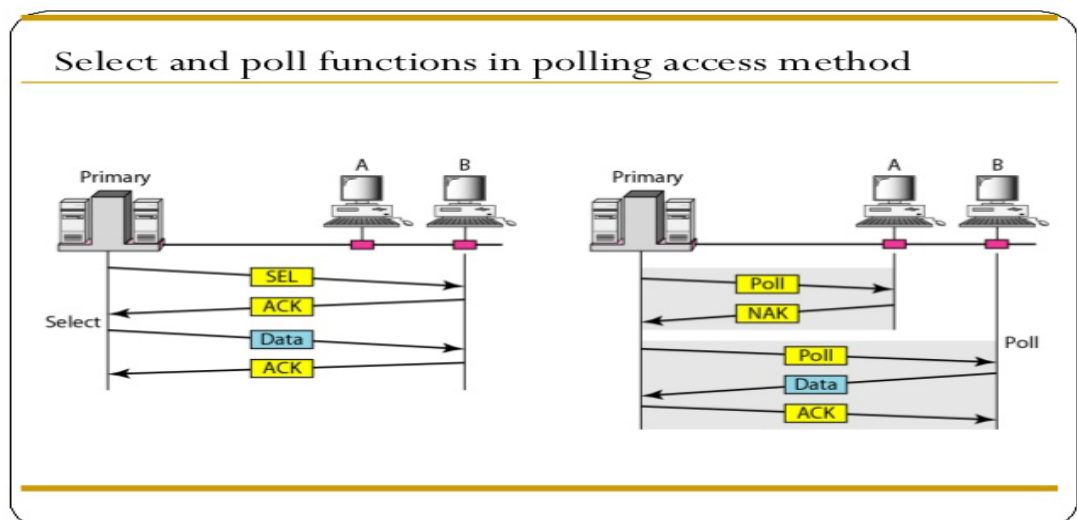 Select and poll functions in polling access method
Primary
A
B
SEL
ACK
Select
Data
ACK
Primary
A
B
Poll
NAK
Poll
Poll
Data
ACK